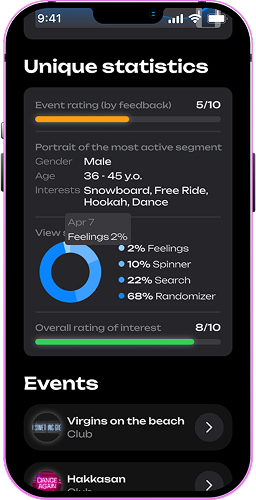 9:41
Unique statistics
Event rating (by feedback) 5/10
Portrait of the most active segment
Gender Male
Age 36 - 45 y.o.
Interests Snowboard, Free Ride,
Hookah, Dance
Apr 7
View
Feelings 2%
2% Feelings
10% Spinner
22% Search
68% Randomizer
Overall rating of interest 8/10
Events
Virgins on the beach
Club
DANCE
AGAIN
Hakkasan
Club